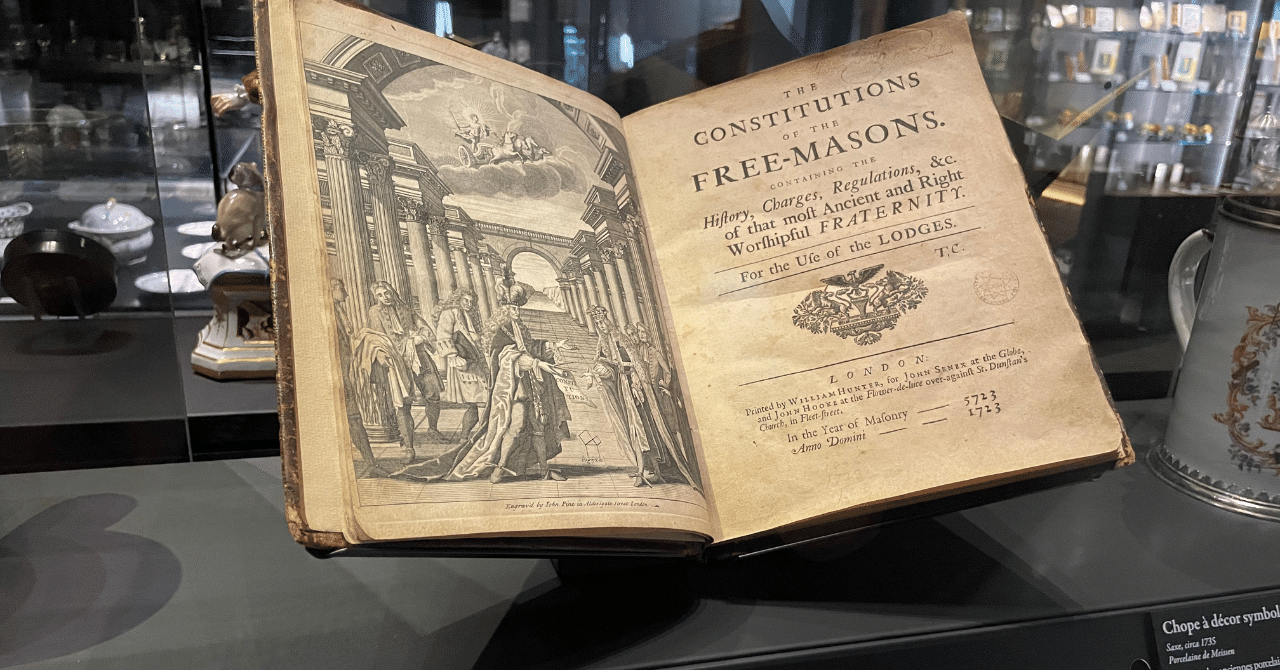 Engrav'd by Iohn Pine in Aldersgate Street London.
THE
CONSTITUTIONS
OF THE
FREE-MASONS.
CONTAINING THE
Hiſtory, Charges, Regulations, &c.
of that moſt Ancient and Right
Worſhipful FRATERNITY.
For the Uſe of the LODGES.
T.C.
LONDON:
Printed by WILLIAM HUNTER, for JOHN SENEX at the Globe,
and JOHN HOOKE at the Flower-de-luce over-againſt St. Dunſtan's
Church, in Fleet-ſtreet.
In the Year of Maſonry —— 5723
Anno Domini —— —— 1723
Chope à décor symbol
Saxe, circa 1735
Porcelaine de Meissen